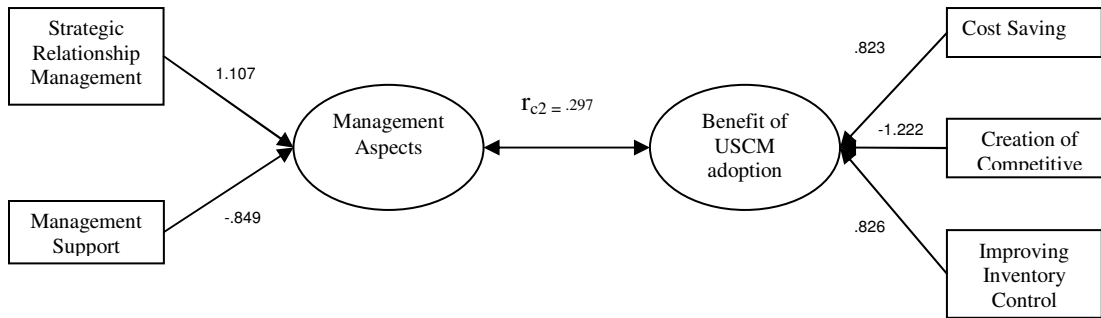 Strategic
Relationship
Management
1.107
Management
Support
-.849
Management
Aspects
rc2 = .297
Benefit of
USCM
adoption
.823
-1.222
.826
Cost Saving
Creation of
Competitive
Improving
Inventory
Control